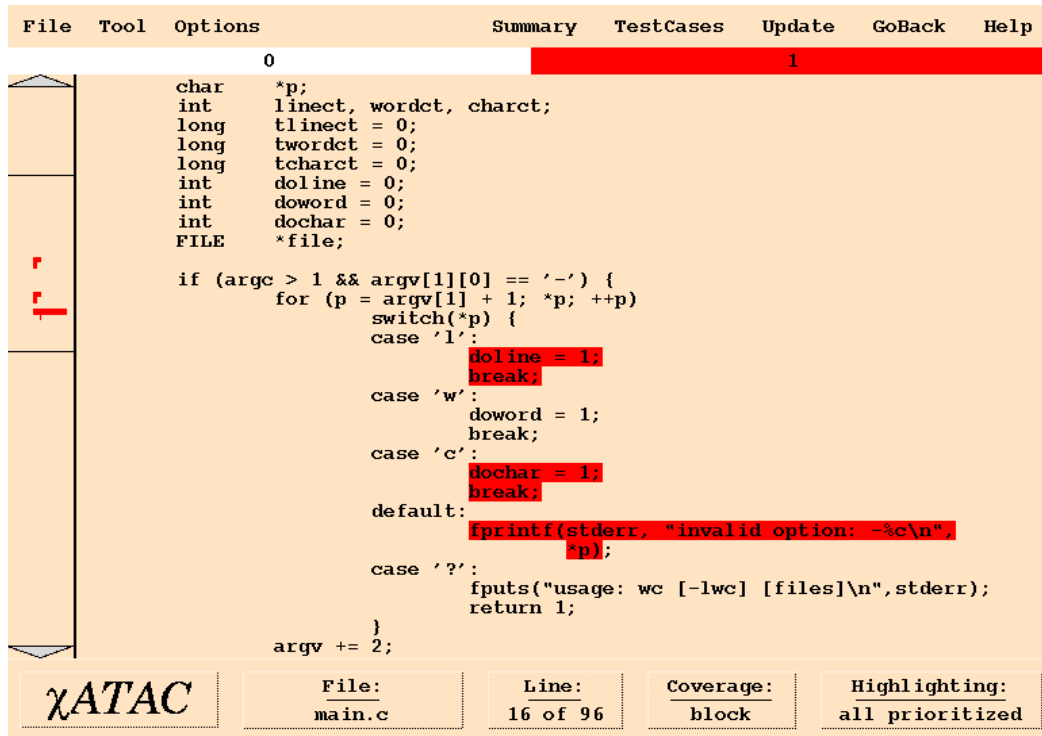 File Tool Options Summary TestCases Update GoBack Help
0 1
char *p;
int linect, wordct, charct;
long tlinect = 0;
long twordct = 0;
long tcharct = 0;
int doline = 0;
int doword = 0;
int dochar = 0;
FILE *file;
if (argc > 1 && argv[1][0] == '-') {
for (p = argv[1] + 1; *p; ++p)
switch(*p) {
case 'l':
doline = 1;
break;
case 'w':
doword = 1;
break;
case 'c':
dochar = 1;
break;
default:
fprintf(stderr, "invalid option: -%c\n",
*p);
case '?':
fputs("usage: wc [-lwc] [files]\n",stderr);
return 1;
}
argv += 2;
χATAC
File: Line: Coverage: Highlighting:
main.c 16 of 96 block all prioritized